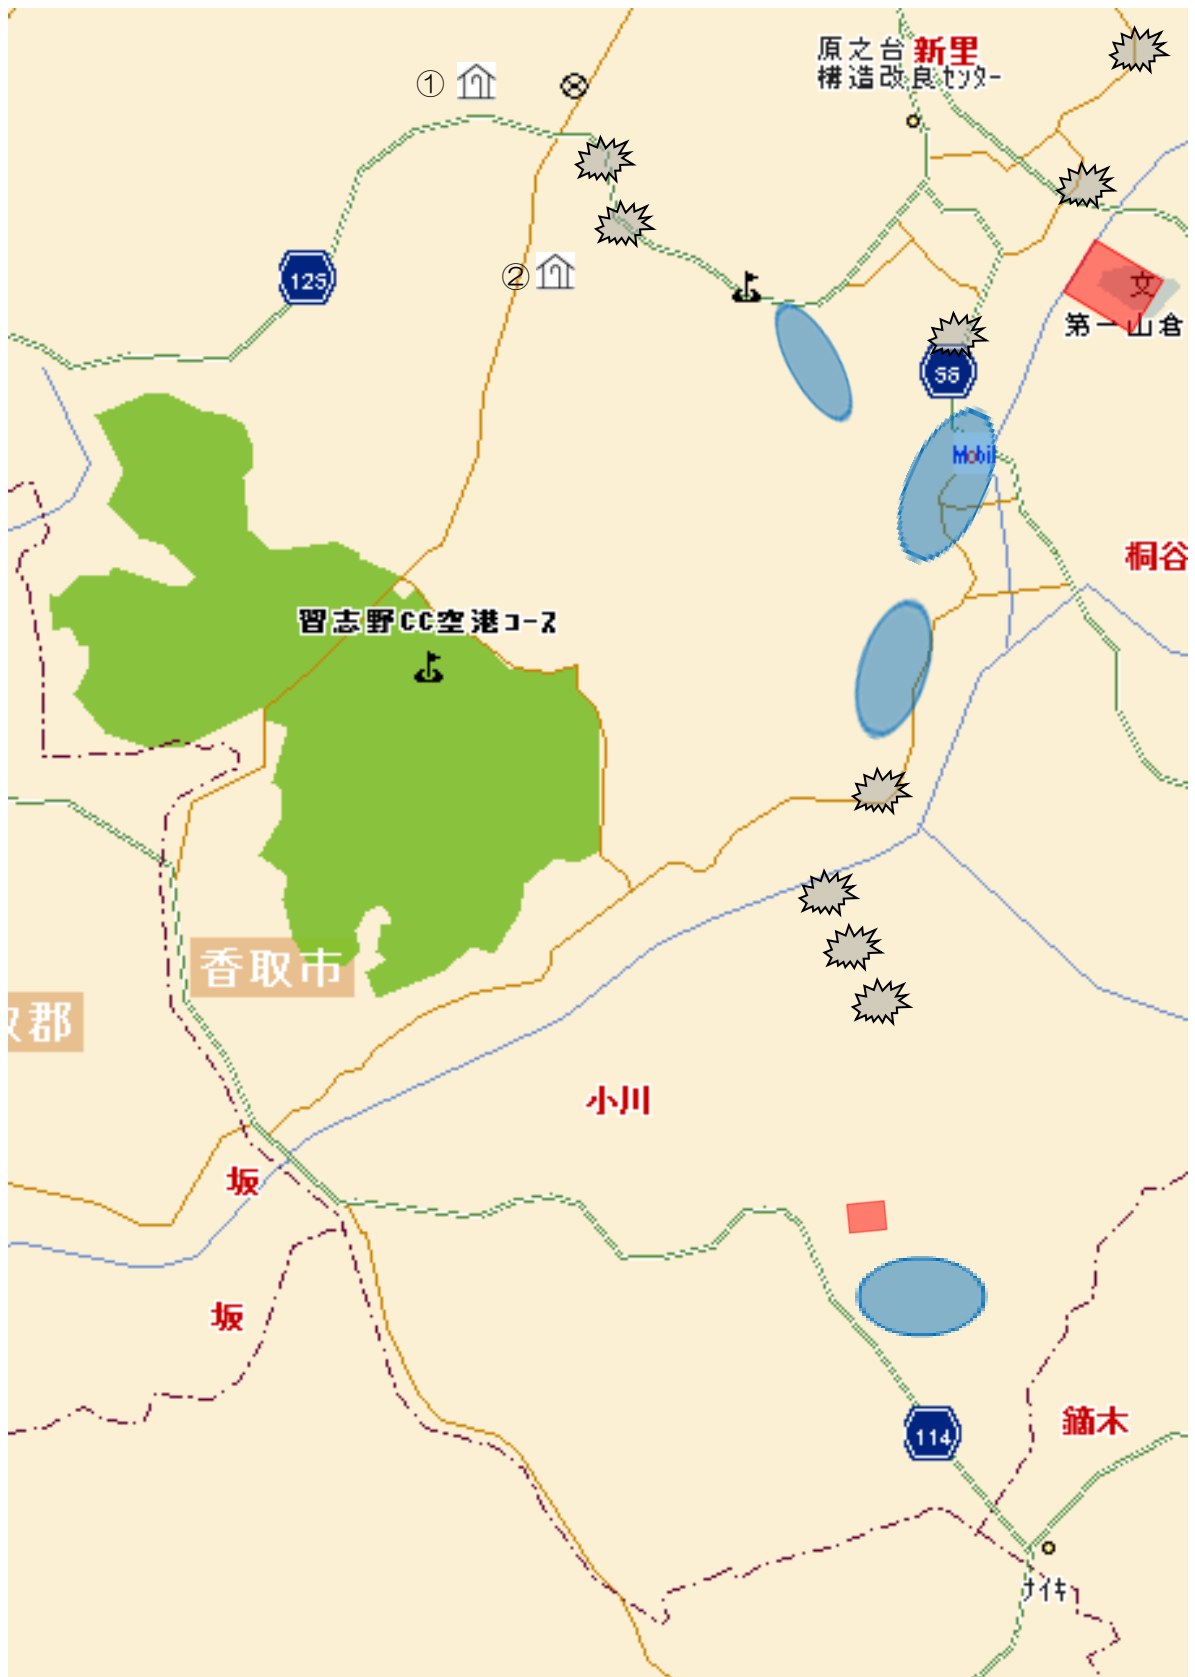 原之台 新里
構造改良センター
①
②
125
文
第一山倉
56
Mobil
桐谷
習志野CC空港コース
香取市
取郡
小川
坂
坂
114
鏑木
ナイキ